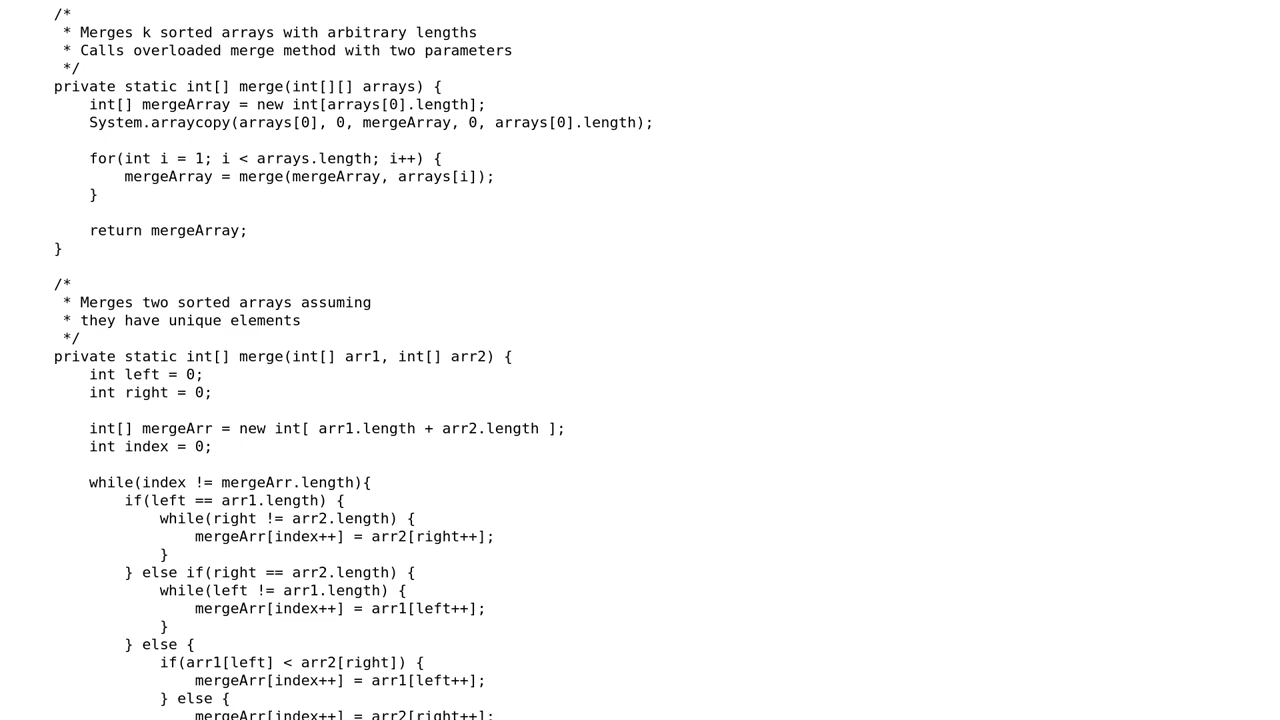 /*
 * Merges k sorted arrays with arbitrary lengths
 * Calls overloaded merge method with two parameters
 */
private static int[] merge(int[][] arrays) {
    int[] mergeArray = new int[arrays[0].length];
    System.arraycopy(arrays[0], 0, mergeArray, 0, arrays[0].length);

    for(int i = 1; i < arrays.length; i++) {
        mergeArray = merge(mergeArray, arrays[i]);
    }

    return mergeArray;
}

/*
 * Merges two sorted arrays assuming
 * they have unique elements
 */
private static int[] merge(int[] arr1, int[] arr2) {
    int left = 0;
    int right = 0;

    int[] mergeArr = new int[ arr1.length + arr2.length ];
    int index = 0;

    while(index != mergeArr.length){
        if(left == arr1.length) {
            while(right != arr2.length) {
                mergeArr[index++] = arr2[right++];
            }
        } else if(right == arr2.length) {
            while(left != arr1.length) {
                mergeArr[index++] = arr1[left++];
            }
        } else {
            if(arr1[left] < arr2[right]) {
                mergeArr[index++] = arr1[left++];
            } else {
                mergeArr[index++] = arr2[right++];